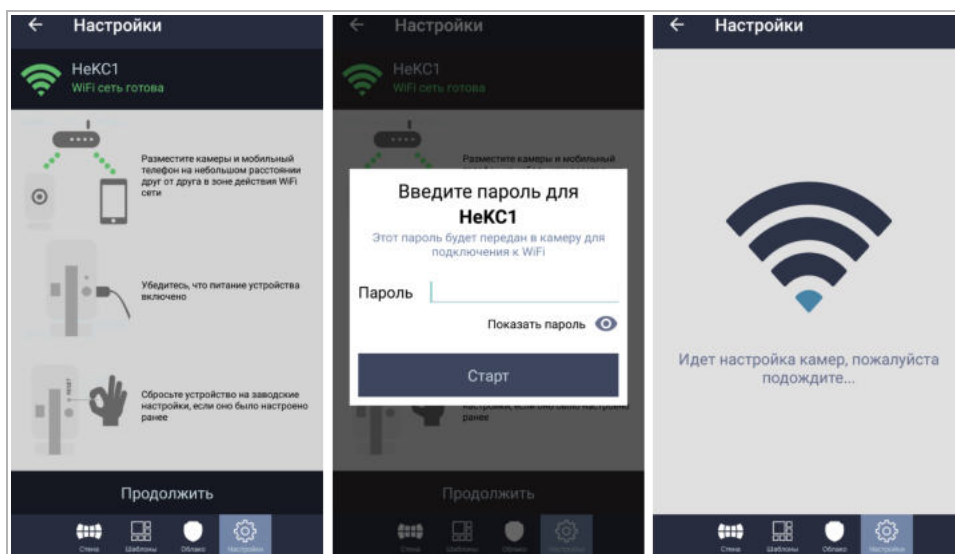 Настройки
HeKC1
WiFi сеть готова
Разместите камеры и мобильный
телефон на небольшом расстоянии
друг от друга в зоне действия WiFi
сети
Убедитесь, что питание устройства
включено
RESET
Сбросьте устройство на заводские
настройки, если оно было настроено
ранее
Продолжить
Стена
Шаблоны
Облако
Настройки
Настройки
HeKC1
WiFi сеть готова
Разместите камеры и мобильный
Введите пароль для
HeKC1
Этот пароль будет передан в камеру для
подключения к WiFi
Пароль
Показать пароль
Старт
настройки, если оно было настроено
ранее
Продолжить
Стена
Шаблоны
Облако
Настройки
Настройки
Идет настройка камер, пожалуйста
подождите...
Стена
Шаблоны
Облако
Настройки